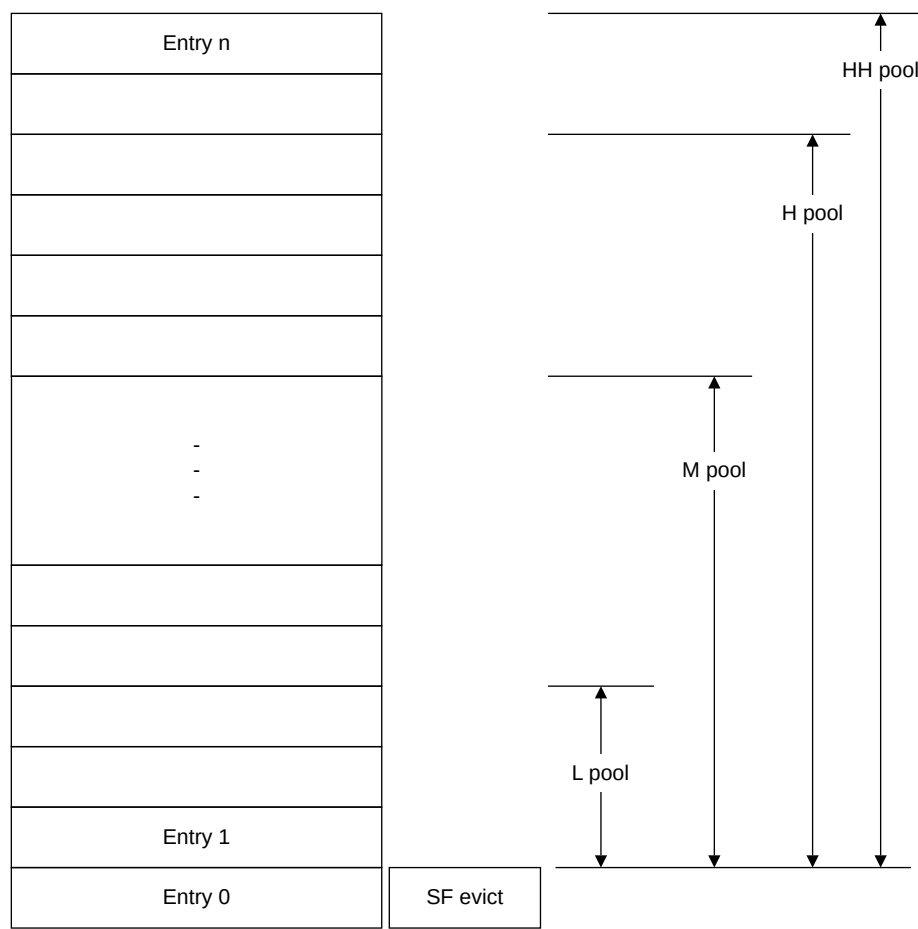 Entry n
HH pool
H pool
-
-
-
M pool
L pool
Entry 1
Entry 0
SF evict